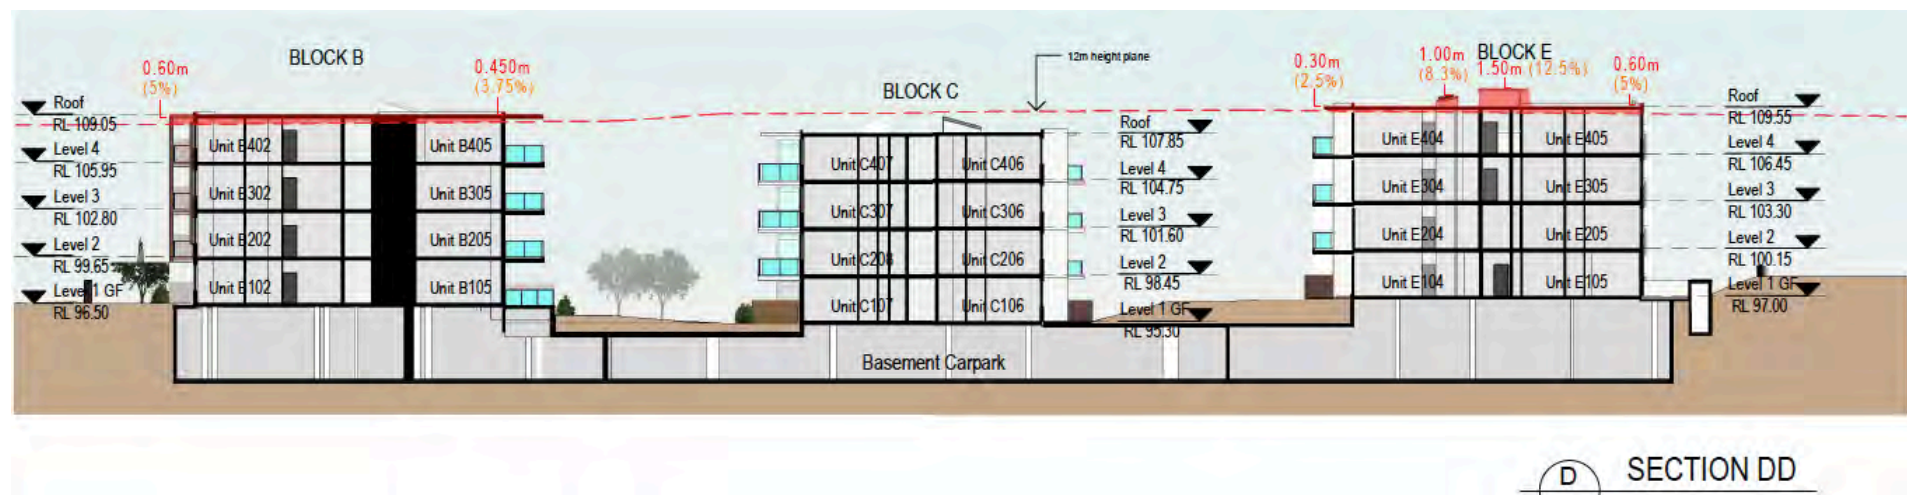 BLOCK B
0.60m
(5%)
0.450m
(3.75%)
Roof
RL 109.05
Level 4
RL 105.95
Level 3
RL 102.80
Level 2
RL 99.65
Level 1 GF
RL 96.50
Unit B402
Unit B405
Unit B302
Unit B305
Unit B202
Unit B205
Unit B102
Unit B105
BLOCK C
12m height plane
Unit C407
Unit C406
Unit C307
Unit C306
Unit C208
Unit C206
Unit C107
Unit C106
Roof
RL 107.85
Level 4
RL 104.75
Level 3
RL 101.60
Level 2
RL 98.45
Level 1 GF
RL 95.30
Basement Carpark
BLOCK E
0.30m
(2.5%)
1.00m
(8.3%)
1.50m (12.5%)
0.60m
(5%)
Unit E404
Unit E405
Unit E304
Unit E305
Unit E204
Unit E205
Unit E104
Unit E105
Roof
RL 109.55
Level 4
RL 106.45
Level 3
RL 103.30
Level 2
RL 100.15
Level 1 GF
RL 97.00
D
SECTION DD